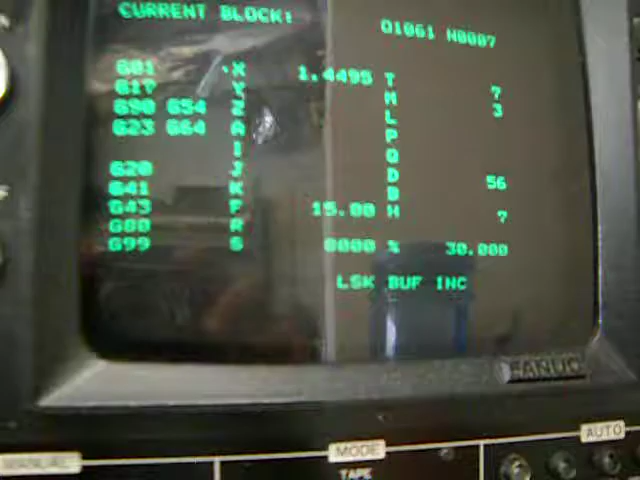 CURRENT BLOCK:
O1061 N0007
G01 X 1.4495 T 7
G17 Y M 3
G90 G54 Z L
G23 G64 A P
I Q
G20 J D 56
G41 K B
G43 F 15.00 H 7
G80 R
G99 S 0000 % 30.000
LSK BUF INC
FANUC
MANUAL
MODE
AUTO
TAPE